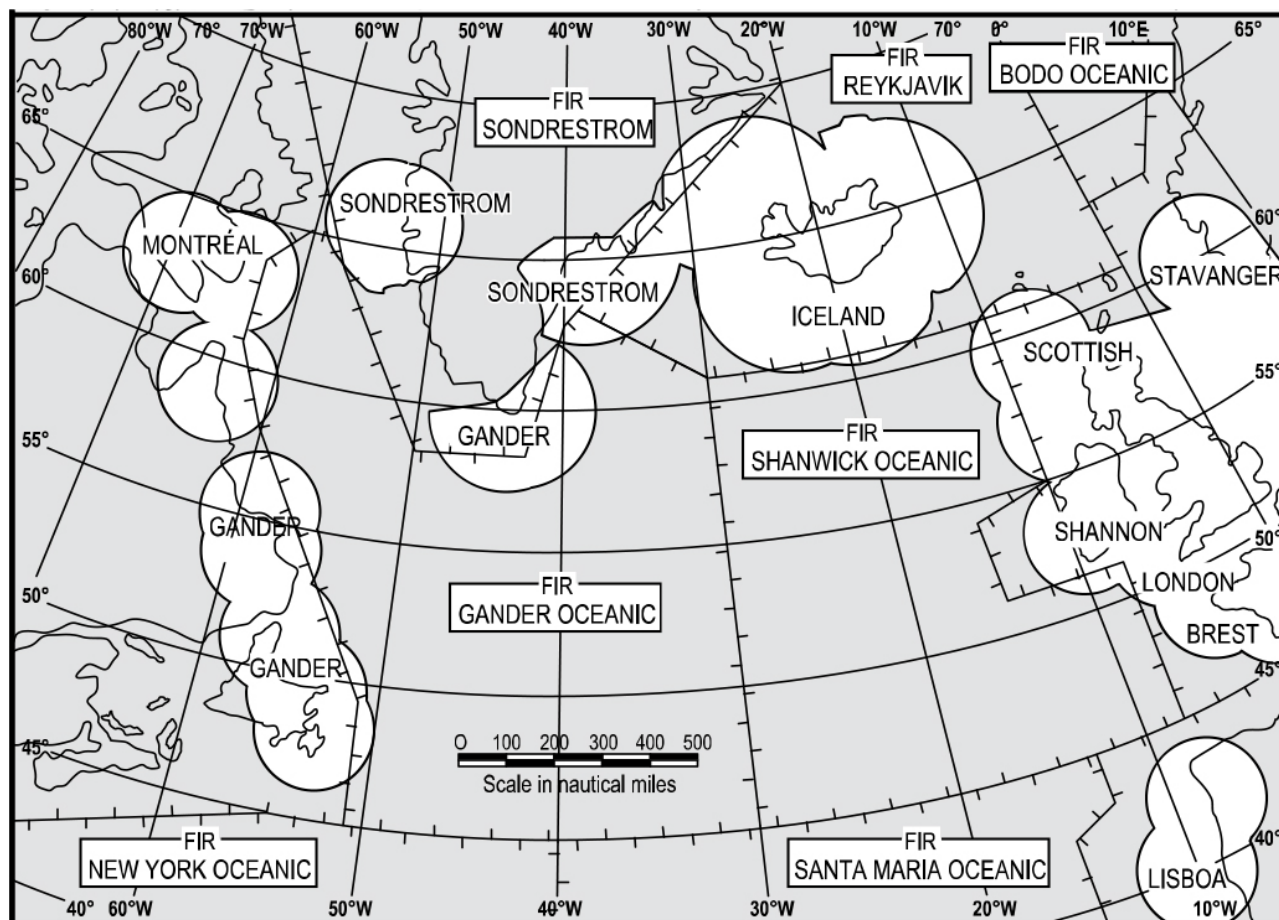 80°W 70° 70°W 60°W 50°W 40°W 30°W 20°W 10°W 70° 0° 10°E 65°
FIR
REYKJAVIK
FIR
BODO OCEANIC
FIR
SONDRESTROM
65°
SONDRESTROM
MONTRÉAL
60°
60°
STAVANGER
SONDRESTROM
ICELAND
SCOTTISH
55°
55°
GANDER
FIR
SHANWICK OCEANIC
GANDER
SHANNON
50°
50°
FIR
GANDER OCEANIC
LONDON
BREST
GANDER
45°
45°
0 100 200 300 400 500
Scale in nautical miles
FIR
NEW YORK OCEANIC
FIR
SANTA MARIA OCEANIC
40°
LISBOA
40° 60°W 50°W 40°W 30°W 20°W 10°W